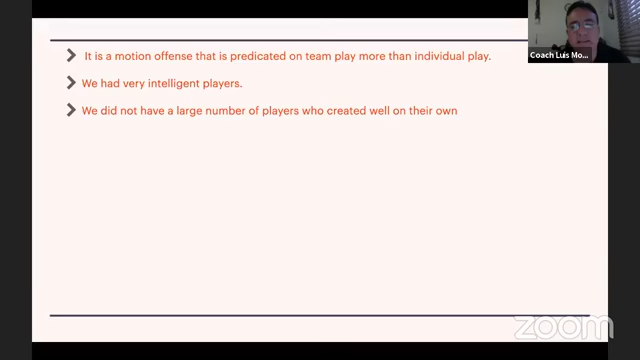 It is a motion offense that is predicated on team play more than individual play.
We had very intelligent players.
We did not have a large number of players who created well on their own
Coach Luis Mo...
zoom